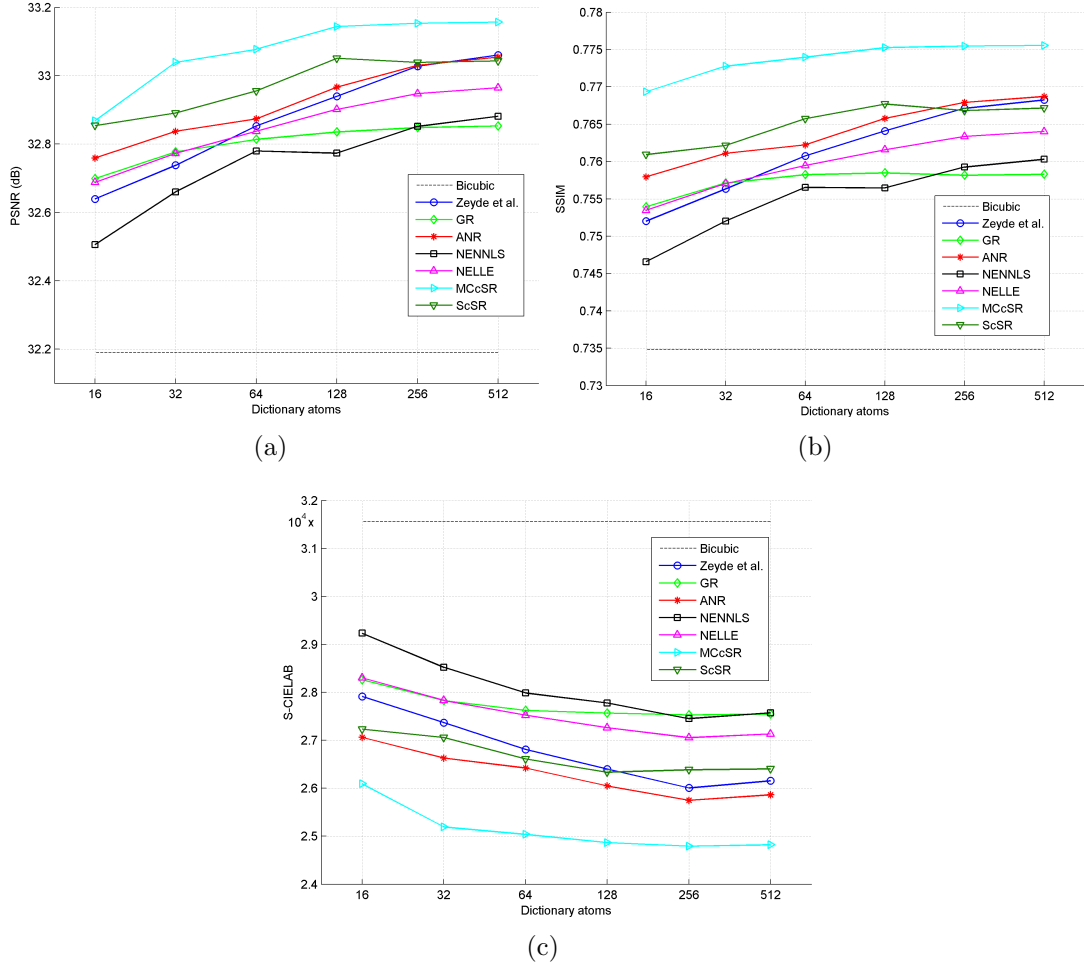 33.2
33
32.8
32.6
32.4
32.2
PSNR (dB)
16 32 64 128 256 512
Dictionary atoms
Bicubic
Zeyde et al.
GR
ANR
NENNLS
NELLE
MCcSR
ScSR
(a)
0.78
0.775
0.77
0.765
0.76
0.755
0.75
0.745
0.74
0.735
0.73
SSIM
16 32 64 128 256 512
Dictionary atoms
Bicubic
Zeyde et al.
GR
ANR
NENNLS
NELLE
MCcSR
ScSR
(b)
3.2
10⁴ x
3.1
3
2.9
2.8
2.7
2.6
2.5
2.4
S-CIELAB
16 32 64 128 256 512
Dictionary atoms
Bicubic
Zeyde et al.
GR
ANR
NENNLS
NELLE
MCcSR
ScSR
(c)